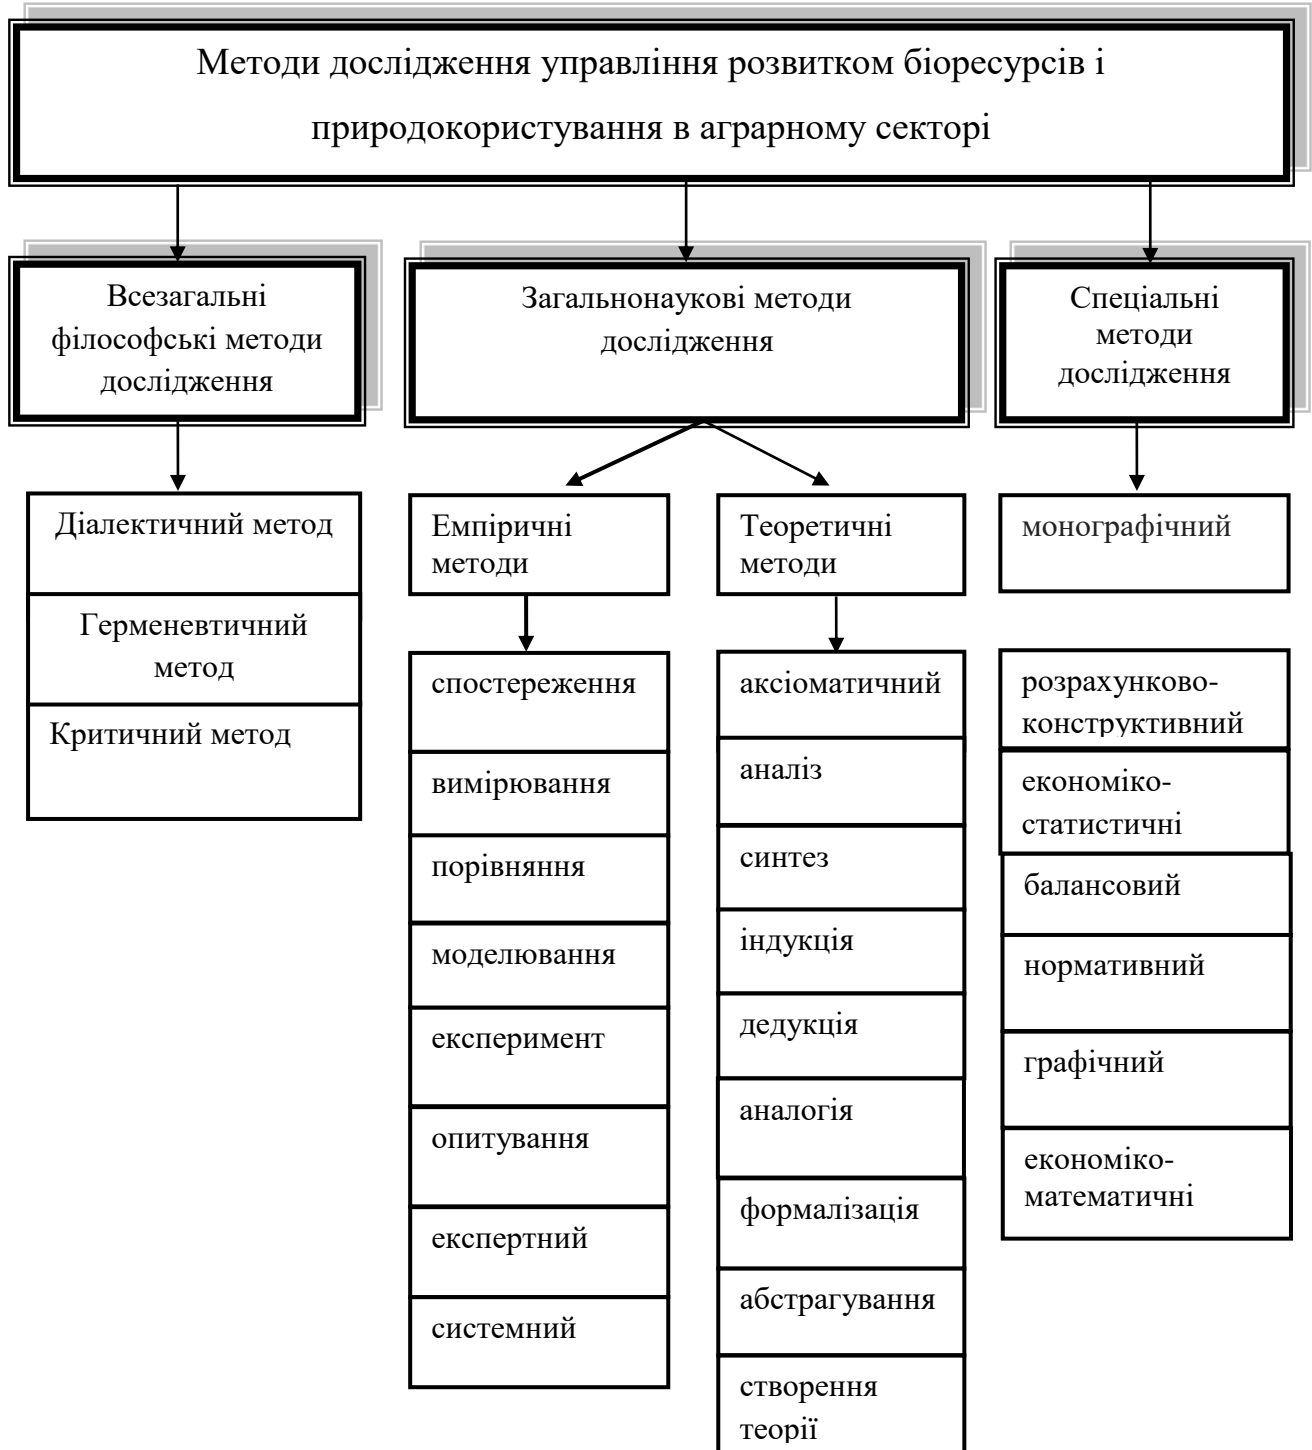 Методи дослідження управління розвитком біоресурсів і
природокористування в аграрному секторі
Всезагальні
філософські методи
дослідження
Загальнонаукові методи
дослідження
Спеціальні
методи
дослідження
Діалектичний метод
Герменевтичний
метод
Критичний метод
Емпіричні
методи
спостереження
вимірювання
порівняння
моделювання
експеримент
опитування
експертний
системний
Теоретичні
методи
аксіоматичний
аналіз
синтез
індукція
дедукція
аналогія
формалізація
абстрагування
створення
теорії
монографічний
розрахунково-
конструктивний
економіко-
статистичні
балансовий
нормативний
графічний
економіко-
математичні